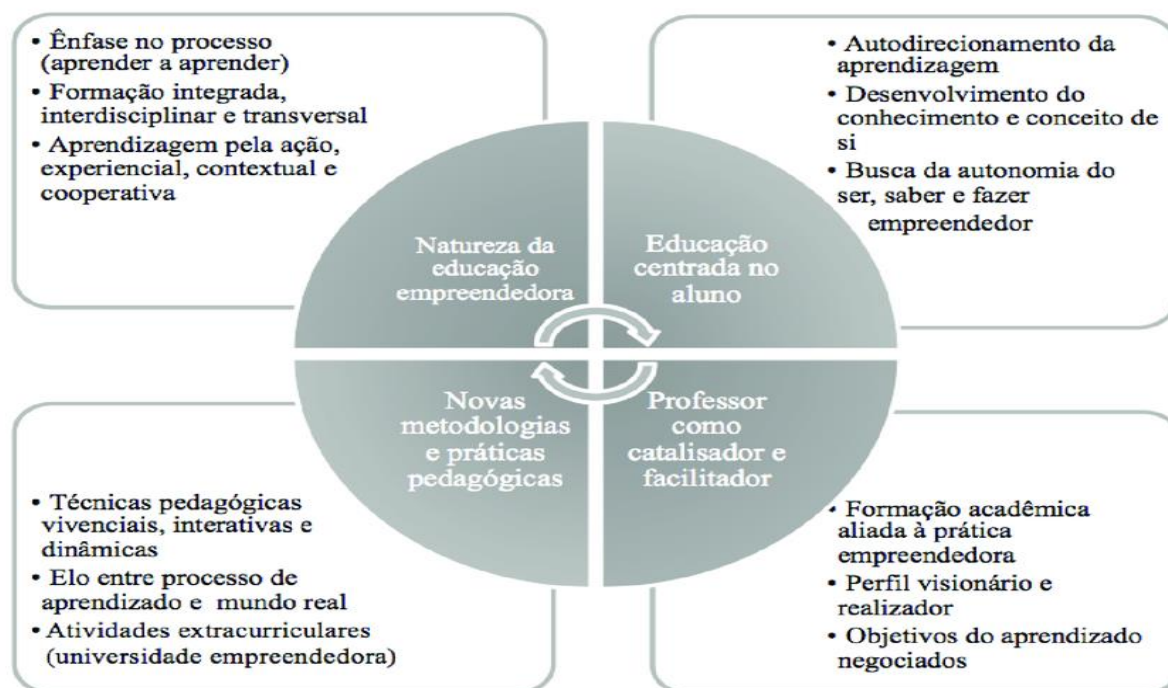 • Ênfase no processo
(aprender a aprender)
• Formação integrada,
interdisciplinar e transversal
• Aprendizagem pela ação,
experiencial, contextual e
cooperativa
• Autodirecionamento da
aprendizagem
• Desenvolvimento do
conhecimento e conceito de
si
• Busca da autonomia do
ser, saber e fazer
empreendedor
Natureza da
educação
empreendedora
Educação
centrada no
aluno
Novas
metodologias
e práticas
pedagógicas
Professor
como
catalisador e
facilitador
• Técnicas pedagógicas
vivenciais, interativas e
dinâmicas
• Elo entre processo de
aprendizado e mundo real
• Atividades extracurriculares
(universidade empreendedora)
• Formação acadêmica
aliada à prática
empreendedora
• Perfil visionário e
realizador
• Objetivos do aprendizado
negociados